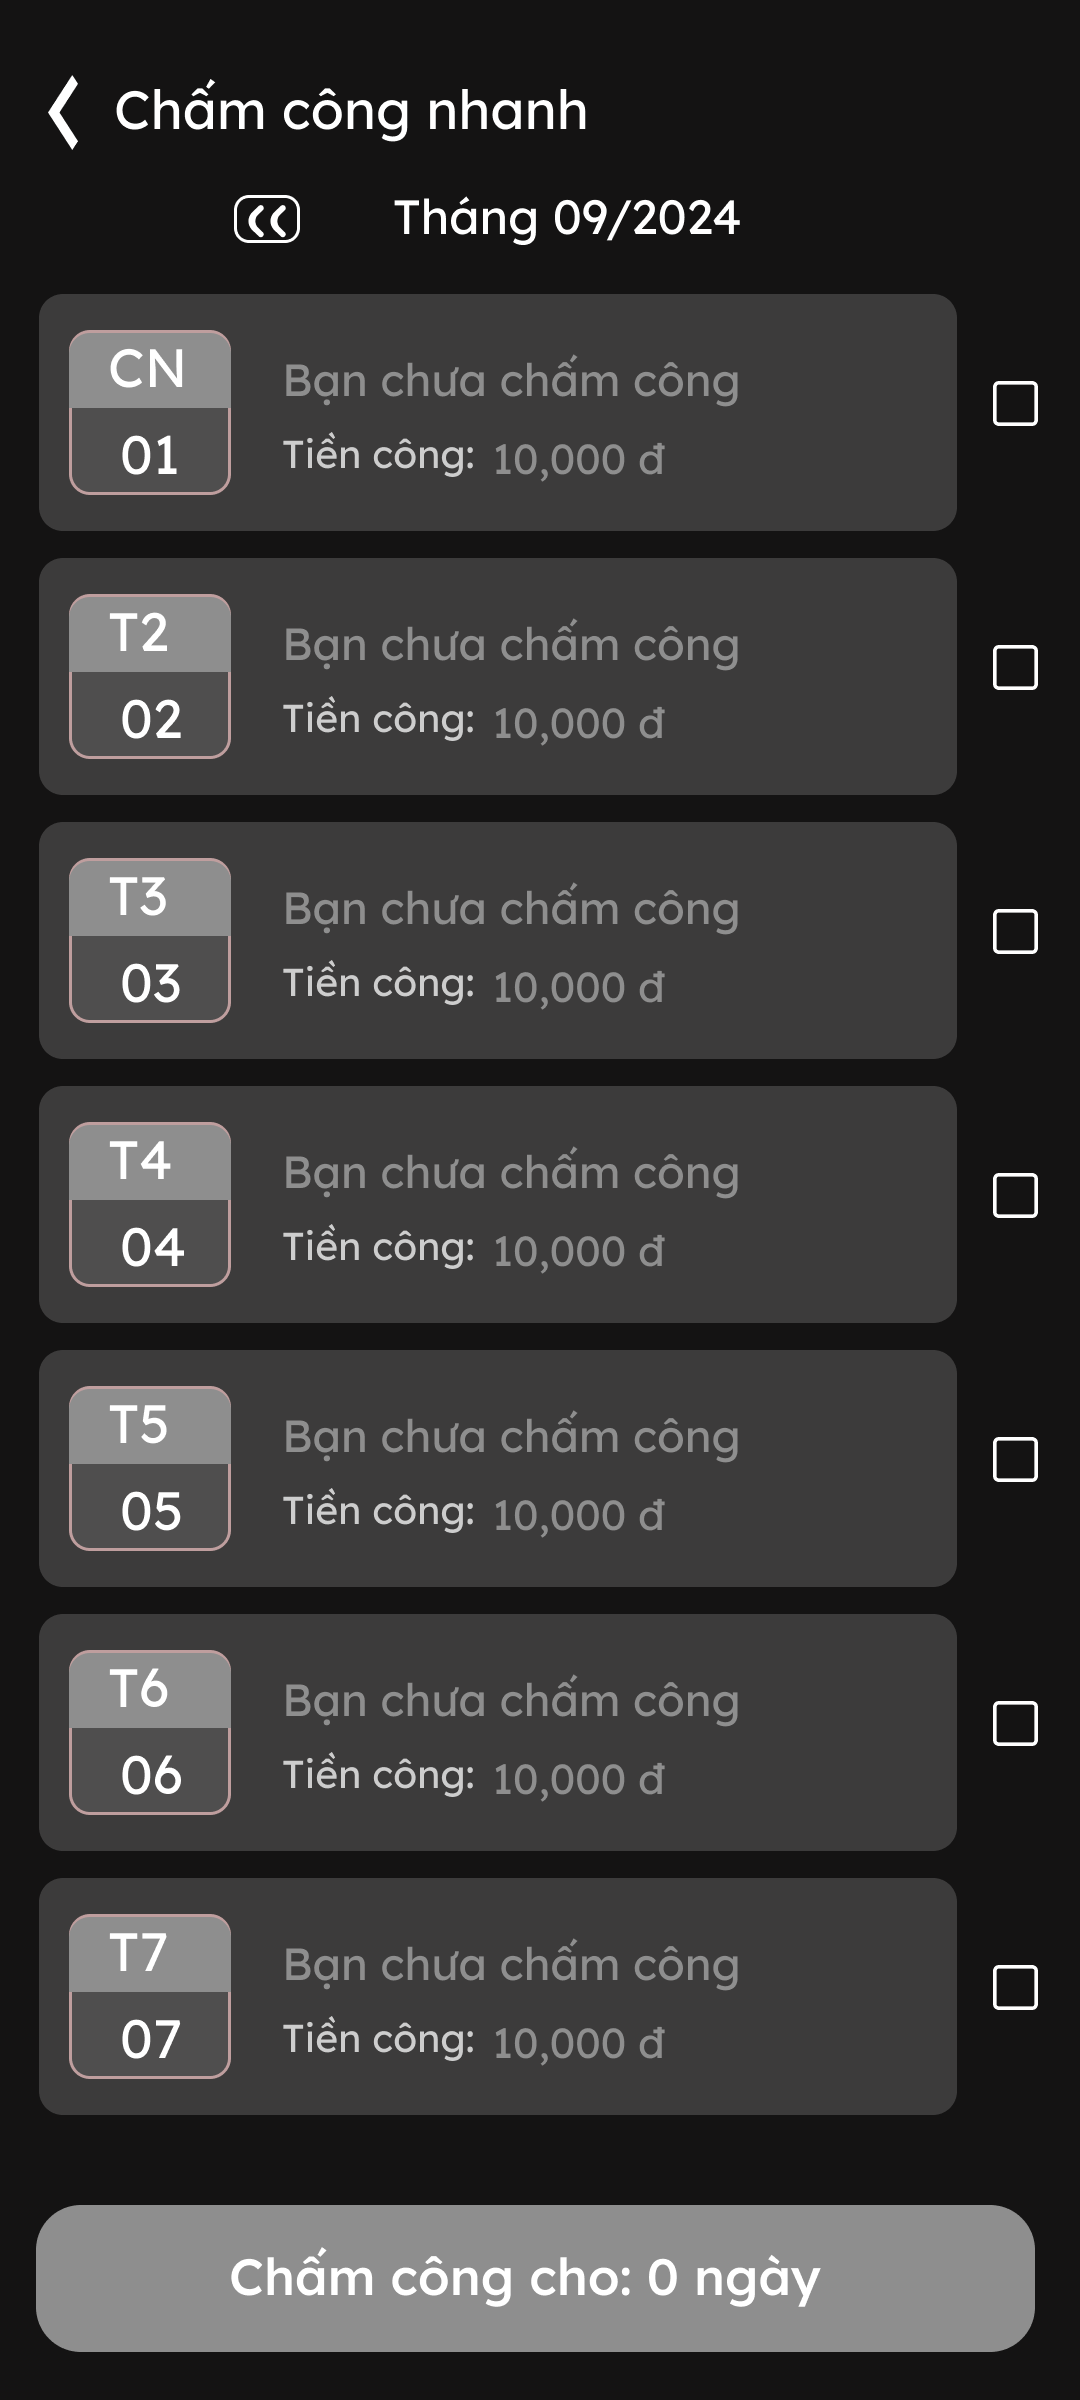 Chấm công nhanh
Tháng 09/2024
CN
01
Bạn chưa chấm công
Tiền công: 10,000 đ
T2
02
Bạn chưa chấm công
Tiền công: 10,000 đ
T3
03
Bạn chưa chấm công
Tiền công: 10,000 đ
T4
04
Bạn chưa chấm công
Tiền công: 10,000 đ
T5
05
Bạn chưa chấm công
Tiền công: 10,000 đ
T6
06
Bạn chưa chấm công
Tiền công: 10,000 đ
T7
07
Bạn chưa chấm công
Tiền công: 10,000 đ
Chấm công cho: 0 ngày